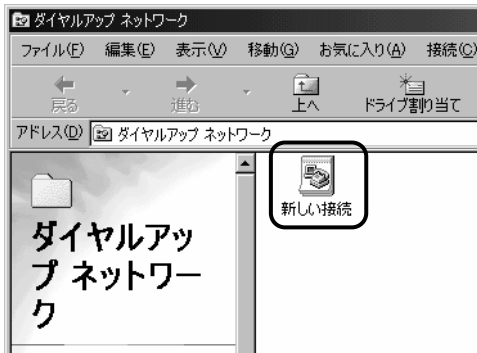 ダイヤルアップ ネットワーク
ファイル(F) 編集(E) 表示(V) 移動(G) お気に入り(A) 接続(C)
戻る 進む 上へ ドライブ割り当て
アドレス(D) ダイヤルアップ ネットワーク
新しい接続
ダイヤルアッ
プ ネットワー
ク